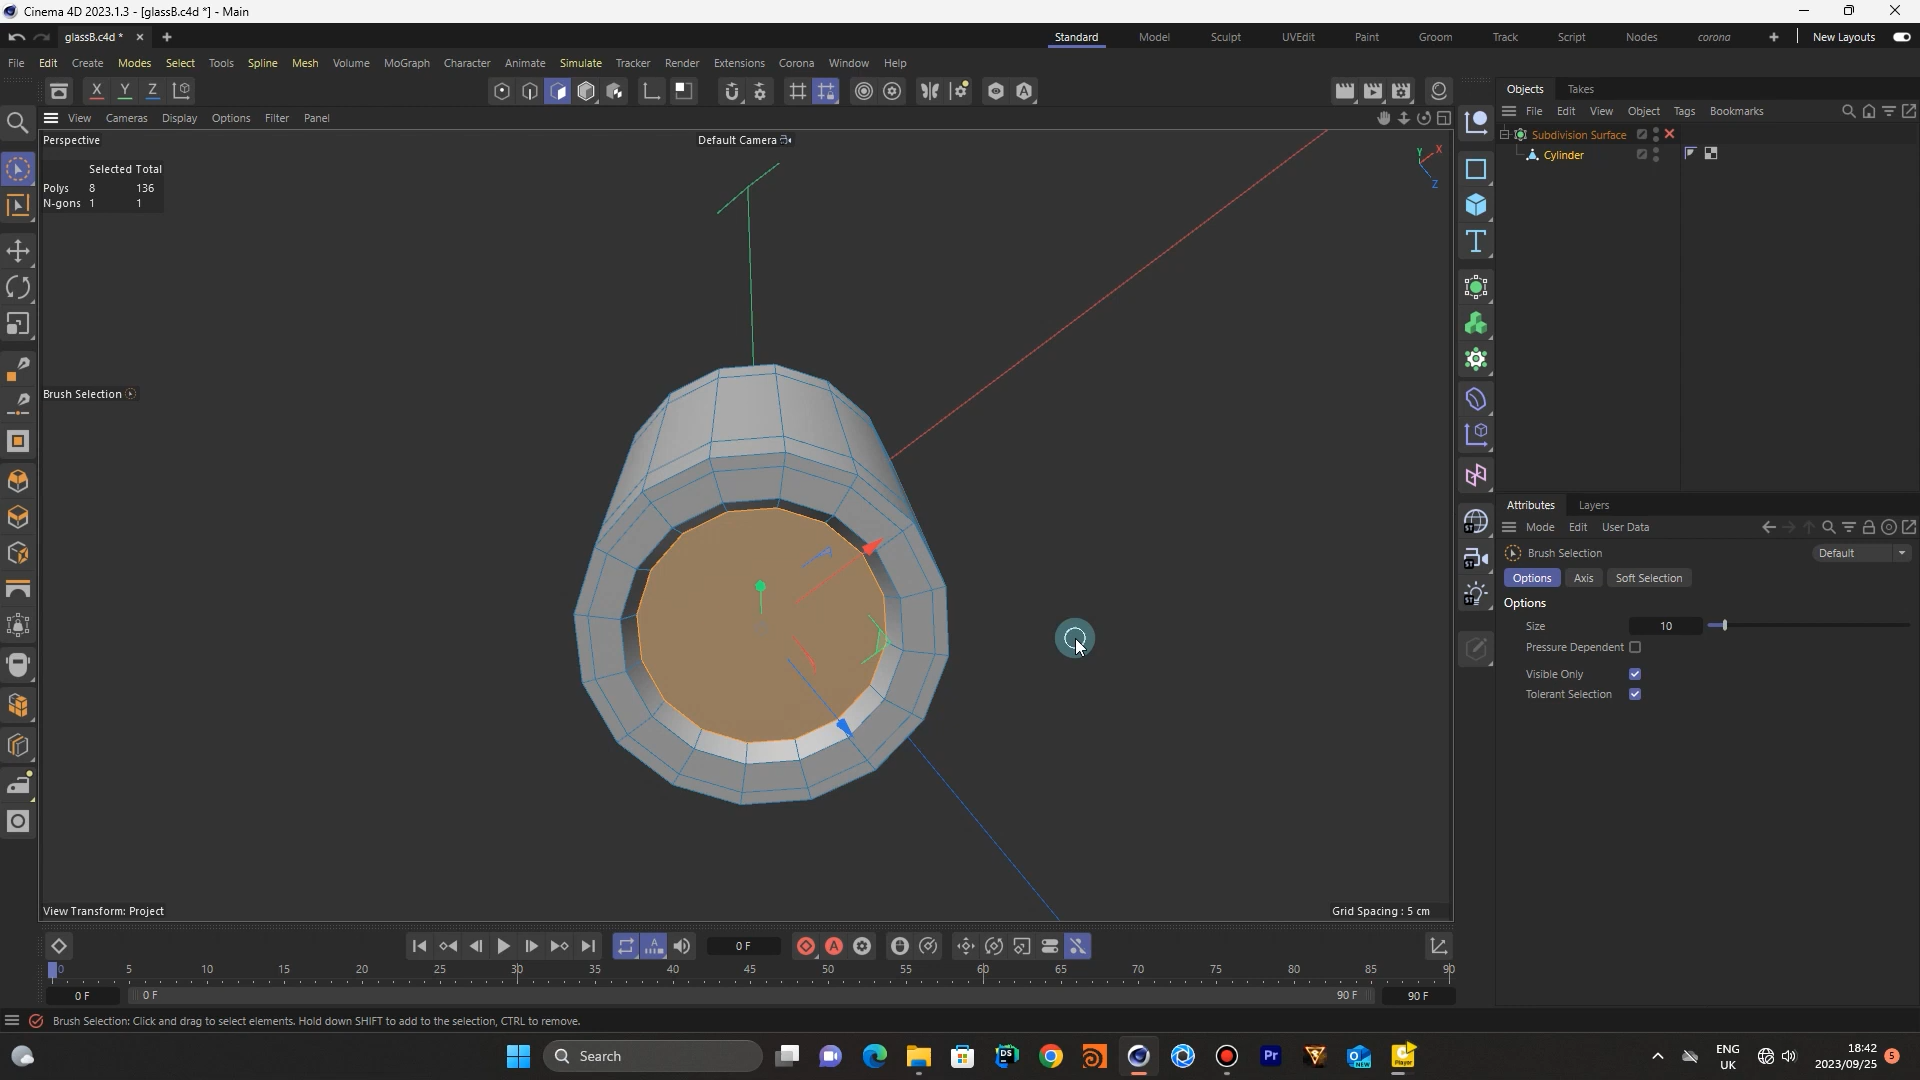 Cinema 4D 2023.1.3 - [glassB.c4d *] - Main
glassB.c4d *
Standard Model Sculpt UVEdit Paint Groom Track Script Nodes corona New Layouts
File Edit Create Modes Select Tools Spline Mesh Volume MoGraph Character Animate Simulate Tracker Render Extensions Corona Window Help
X Y Z
Objects Takes
View Cameras Display Options Filter Panel
File Edit View Object Tags Bookmarks
Perspective
Default Camera
Subdivision Surface
Cylinder
Selected Total
Polys 8 136
N-gons 1 1
Y X Z
Brush Selection
Attributes Layers
Mode Edit User Data
Brush Selection
Default
Options Axis Soft Selection
Options
Size 10
Pressure Dependent
Visible Only
Tolerant Selection
View Transform: Project
Grid Spacing : 5 cm
0 F
0 5 10 15 20 25 30 35 40 45 50 55 60 65 70 75 80 85 90
0 F 0 F 90 F 90 F
Brush Selection: Click and drag to select elements. Hold down SHIFT to add to the selection, CTRL to remove.
Search
ENG
UK
18:42
2023/09/25
5